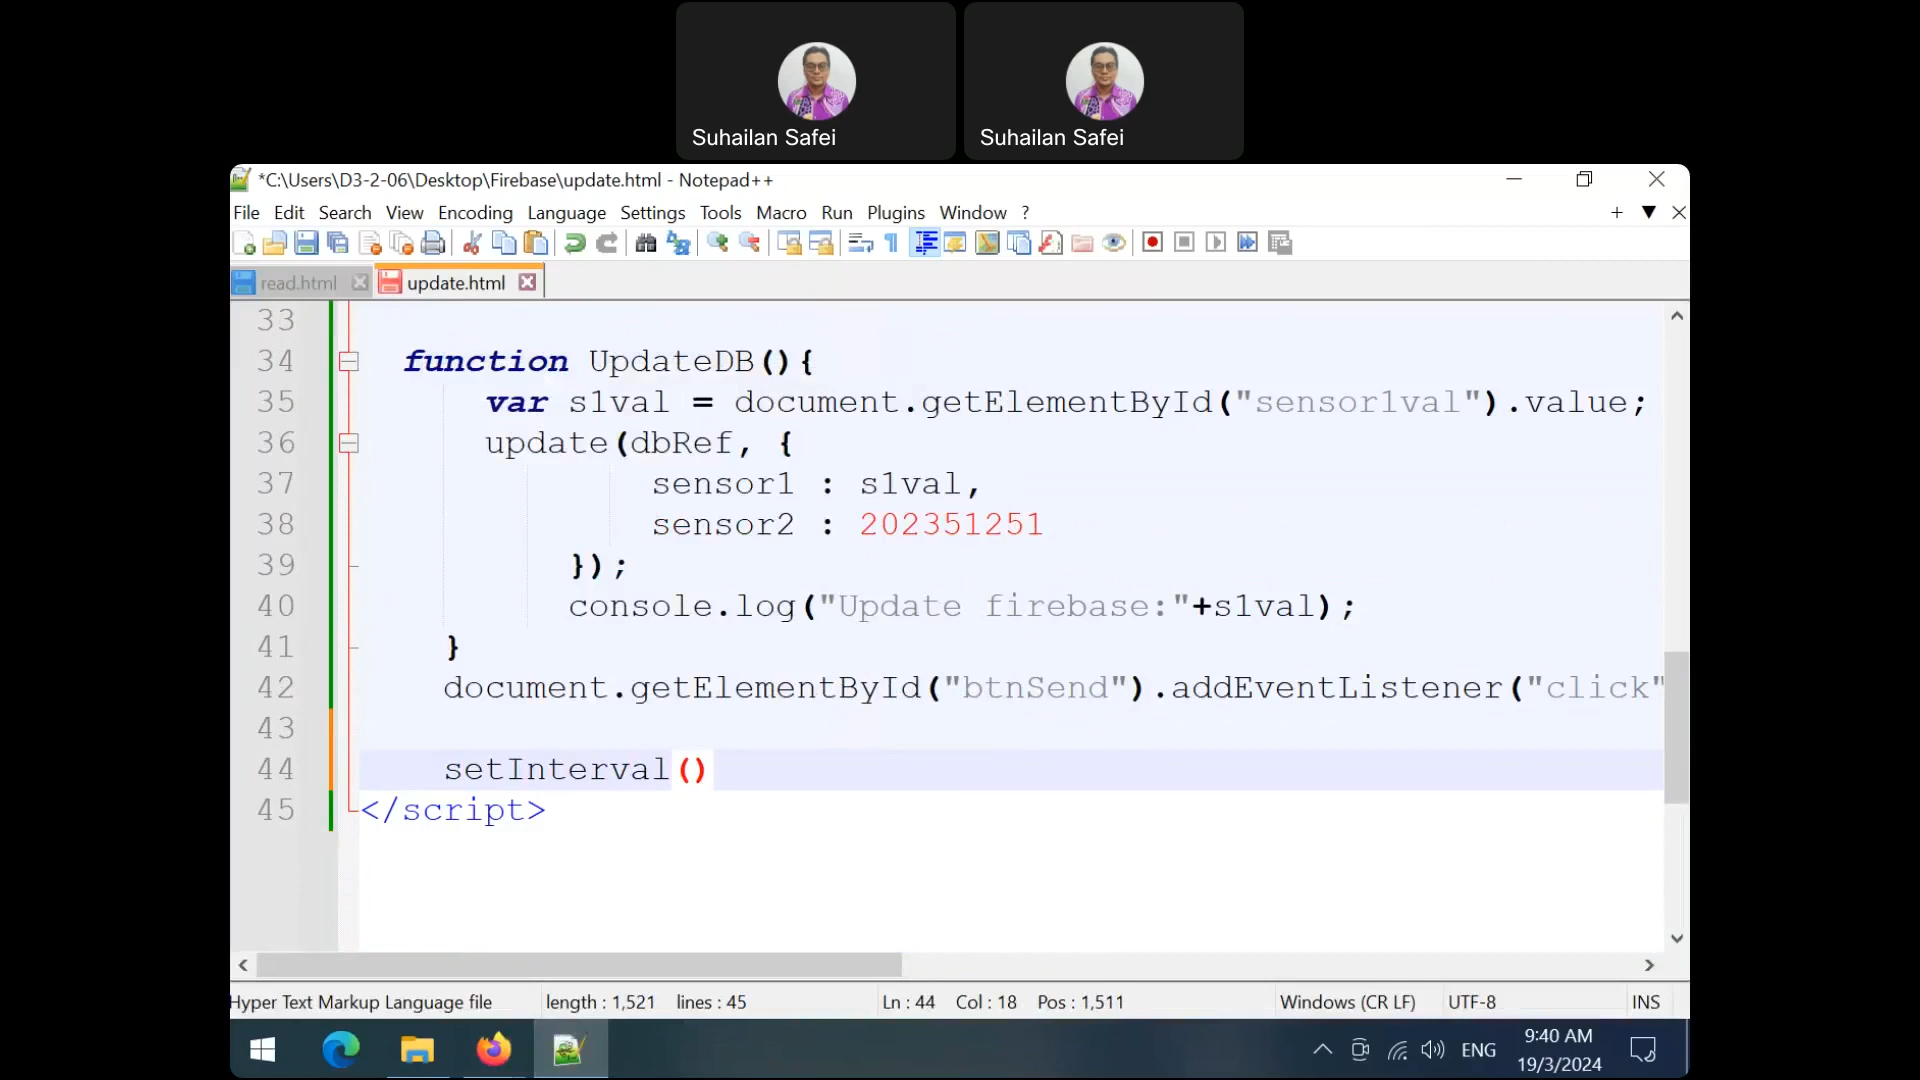 Suhailan Safei
Suhailan Safei
*C:\Users\D3-2-06\Desktop\Firebase\update.html - Notepad++
File Edit Search View Encoding Language Settings Tools Macro Run Plugins Window ?
read.html update.html
33
34 function UpdateDB(){
35 var s1val = document.getElementById("sensor1val").value;
36 update(dbRef, {
37 sensor1 : s1val,
38 sensor2 : 202351251
39 });
40 console.log("Update firebase:"+s1val);
41 }
42 document.getElementById("btnSend").addEventListener("click"
43
44 setInterval()
45 </script>
Hyper Text Markup Language file length : 1,521 lines : 45 Ln : 44 Col : 18 Pos : 1,511 Windows (CR LF) UTF-8 INS
ENG 9:40 AM
19/3/2024